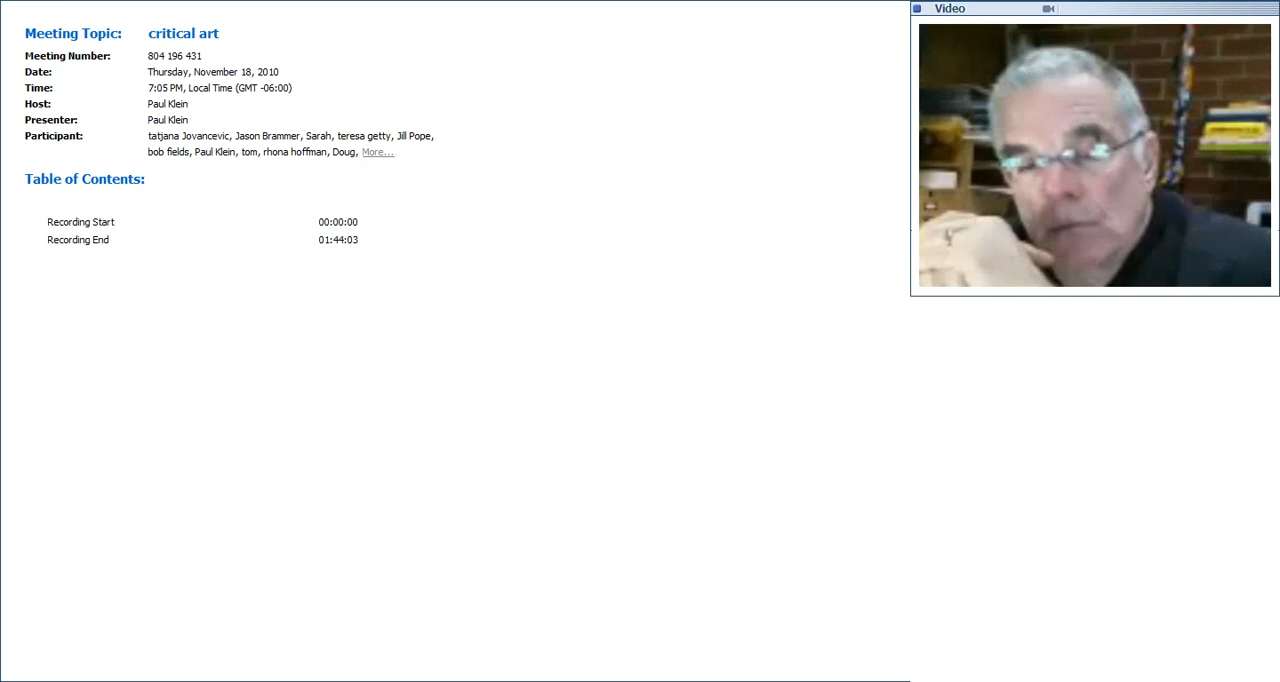 Meeting Topic: critical art
Meeting Number: 804 196 431
Date: Thursday, November 18, 2010
Time: 7:05 PM, Local Time (GMT -06:00)
Host: Paul Klein
Presenter: Paul Klein
Participant: tatjana Jovancevic, Jason Brammer, Sarah, teresa getty, Jill Pope,
bob fields, Paul Klein, tom, rhona hoffman, Doug, More...
Table of Contents:
Recording Start 00:00:00
Recording End 01:44:03
Video